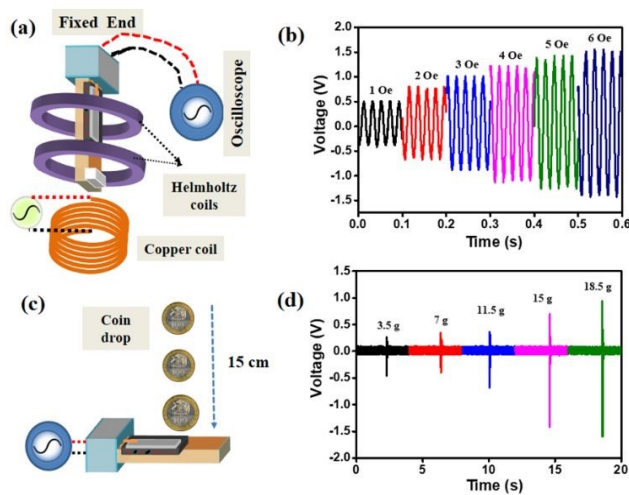 (a)
Fixed End
Oscilloscope
Helmholtz
coils
Copper coil
(b)
Voltage (V)
1.5
1.0
0.5
0.0
-0.5
-1.0
-1.5
1 Oe
2 Oe
3 Oe
4 Oe
5 Oe
6 Oe
0.0 0.1 0.2 0.3 0.4 0.5 0.6
Time (s)
(c)
Coin
drop
15 cm
(d)
Voltage (V)
1.5
1.0
0.5
0.0
-0.5
-1.0
-1.5
-2.0
3.5 g
7 g
11.5 g
15 g
18.5 g
0 5 10 15 20
Time (s)